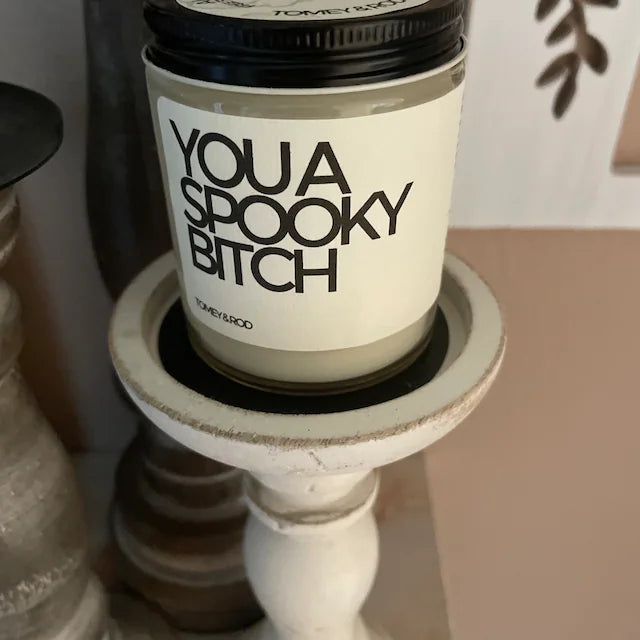 TOMEY & ROD
YOU A
SPOOKY
BITCH
TOMEY & ROD